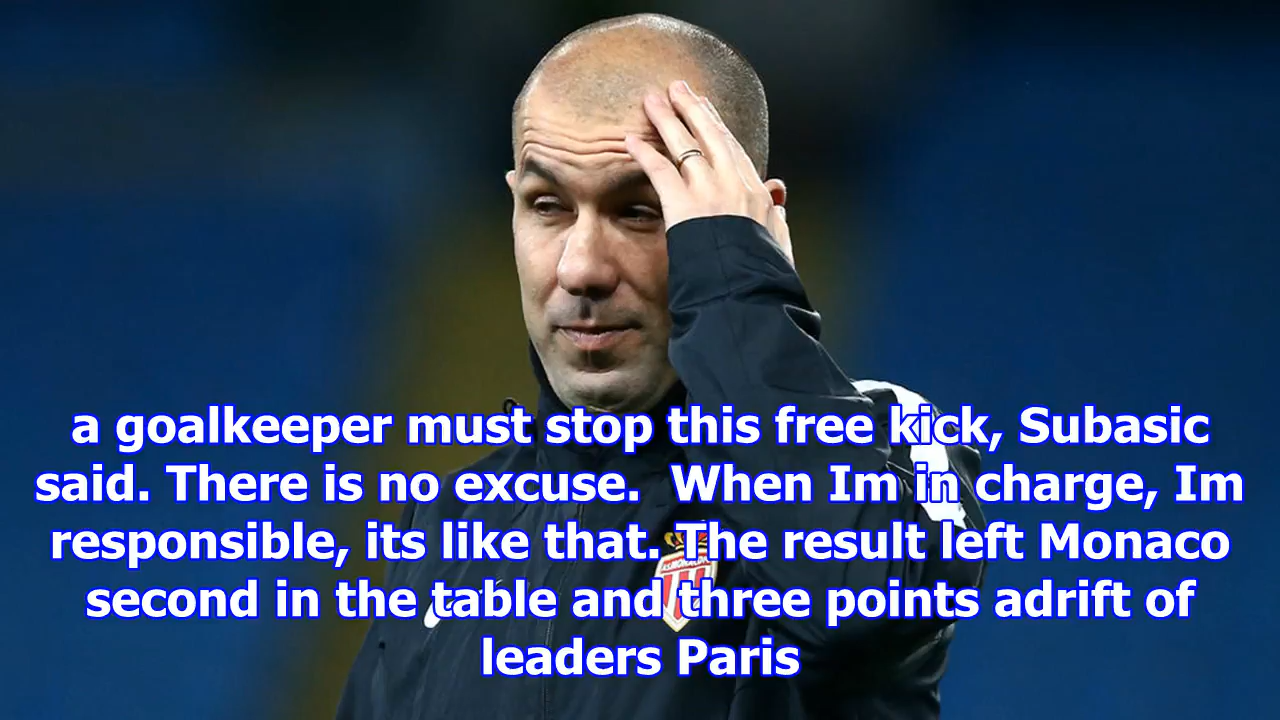 a goalkeeper must stop this free kick, Subasic
said. There is no excuse.  When Im in charge, Im
responsible, its like that. The result left Monaco
second in the table and three points adrift of
leaders Paris